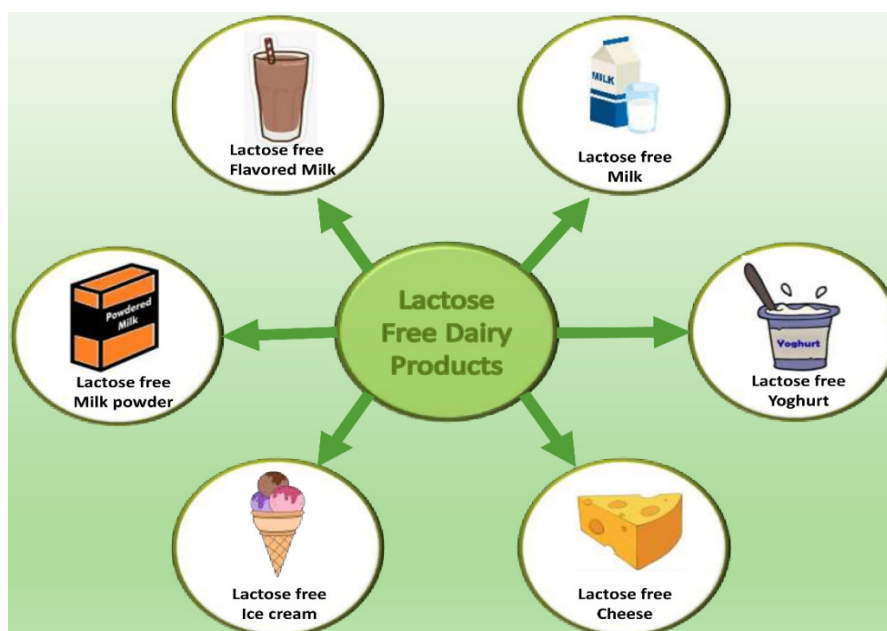 Lactose free
Flavored Milk
MILK
Lactose free
Milk
Powdered
Milk
Lactose free
Milk powder
Lactose
Free Dairy
Products
Yoghurt
Lactose free
Yoghurt
Lactose free
Ice cream
Lactose free
Cheese